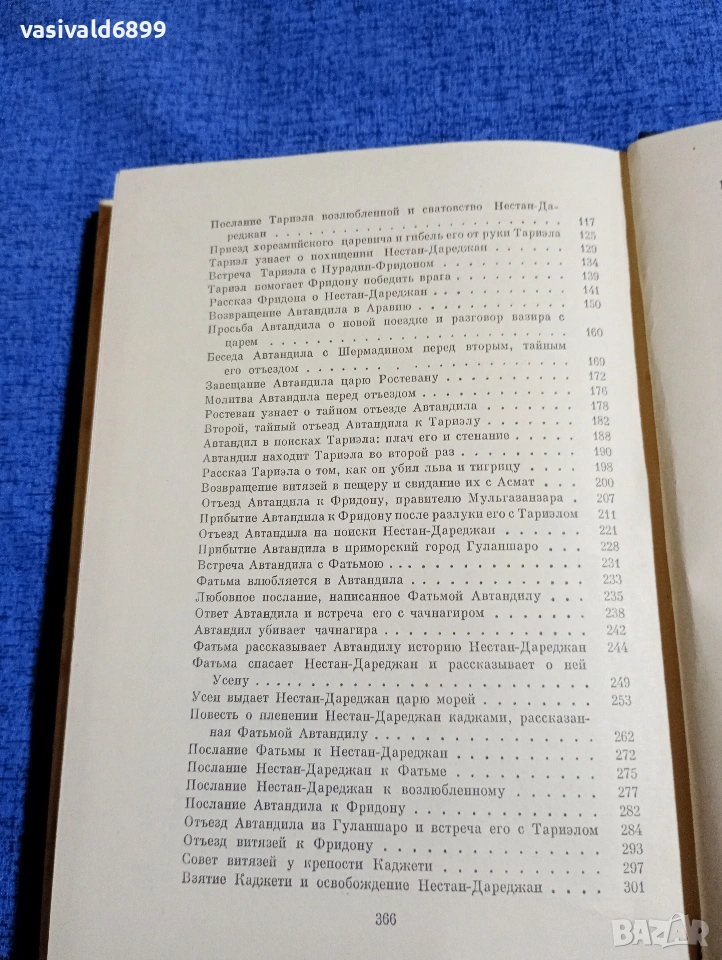 vasivald6899
Послание Тариэла возлюбленной и сватовство Нестан-Да-
реджан . . . . . . . . . . . . . . . . . . . . . . 117
Приезд хорезмийского царевича и гибель его от руки Тариэла 125
Тариэл узнает о похищении Нестан-Дареджан . . . . . . 129
Встреча Тариэла с Нурадин-Фридоном . . . . . . . . . . 134
Тариэл помогает Фридону победить врага . . . . . . . . 139
Рассказ Фридона о Нестан-Дареджан . . . . . . . . . . 141
Возвращение Автандила в Аравию . . . . . . . . . . . 150
Просьба Автандила о новой поездке и разговор вазира с
царем . . . . . . . . . . . . . . . . . . . . . . 160
Беседа Автандила с Шермадином перед вторым, тайным
его отъездом . . . . . . . . . . . . . . . . . . 169
Завещание Автандила царю Ростевану . . . . . . . . . 172
Молитва Автандила перед отъездом . . . . . . . . . . 176
Ростеван узнает о тайном отъезде Автандила . . . . . . 178
Второй, тайный отъезд Автандила к Тариэлу . . . . . . 182
Автандил в поисках Тариэла: плач его и стенание . . . . 188
Автандил находит Тариэла во второй раз . . . . . . . . 190
Рассказ Тариэла о том, как он убил льва и тигрицу . . . . 198
Возвращение витязей в пещеру и свидание их с Асмат . . 200
Отъезд Автандила к Фридону, правителю Мульгазанзара . 207
Прибытие Автандила к Фридону после разлуки его с Тариэлом 211
Отъезд Автандила на поиски Нестан-Дареджан . . . . . . 221
Прибытие Автандила в приморский город Гуланшаро . . . 228
Встреча Автандила с Фатьмою . . . . . . . . . . . . 231
Фатьма влюбляется в Автандила . . . . . . . . . . . . 233
Любовное послание, написанное Фатьмой Автандилу . . . 235
Ответ Автандила и встреча его с чачнагиром . . . . . . 238
Автандил убивает чачнагира . . . . . . . . . . . . . 242
Фатьма рассказывает Автандилу историю Нестан-Дареджан 244
Фатьма спасает Нестан-Дареджан и рассказывает о ней
Усену . . . . . . . . . . . . . . . . . . . . . . 249
Усен выдает Нестан-Дареджан царю морей . . . . . . . 253
Повесть о пленении Нестан-Дареджан каджами, рассказан-
ная Фатьмой Автандилу . . . . . . . . . . . . . . 262
Послание Фатьмы к Нестан-Дареджан . . . . . . . . . 272
Послание Нестан-Дареджан к Фатьме . . . . . . . . . 275
Послание Нестан-Дареджан к возлюбленному . . . . . . 277
Послание Автандила к Фридону . . . . . . . . . . . . 282
Отъезд Автандила из Гуланшаро и встреча его с Тариэлом 284
Отъезд витязей к Фридону . . . . . . . . . . . . . . 293
Совет витязей у крепости Каджети . . . . . . . . . . 297
Взятие Каджети и освобождение Нестан-Дареджан . . . . 301
366
BAZAR